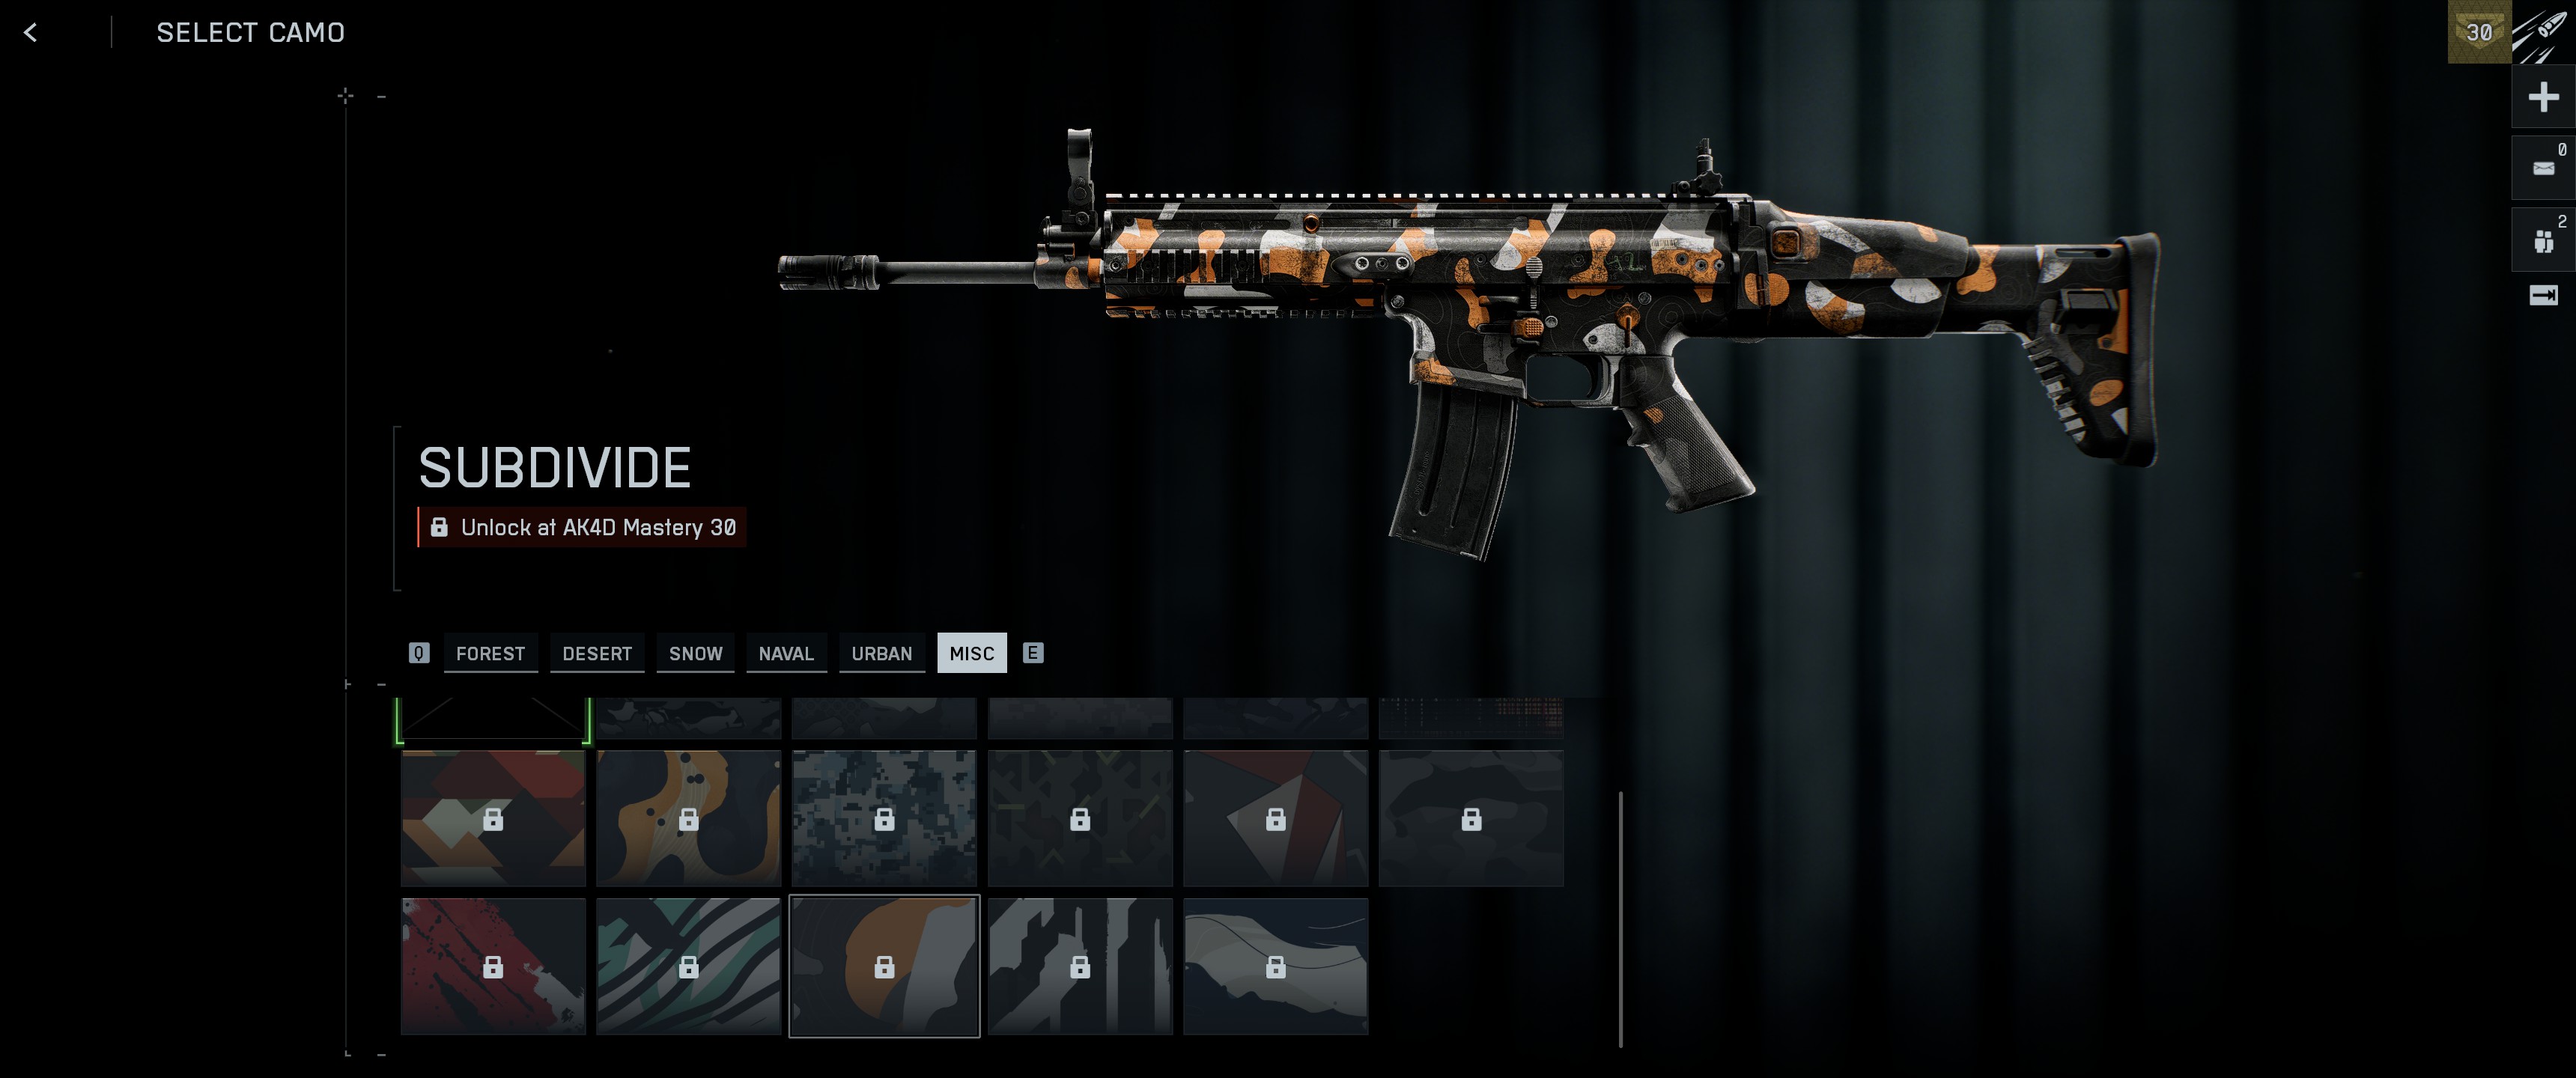 SELECT CAMO
30
0
2
SUBDIVIDE
Unlock at AK4D Mastery 30
Q FOREST DESERT SNOW NAVAL URBAN MISC E